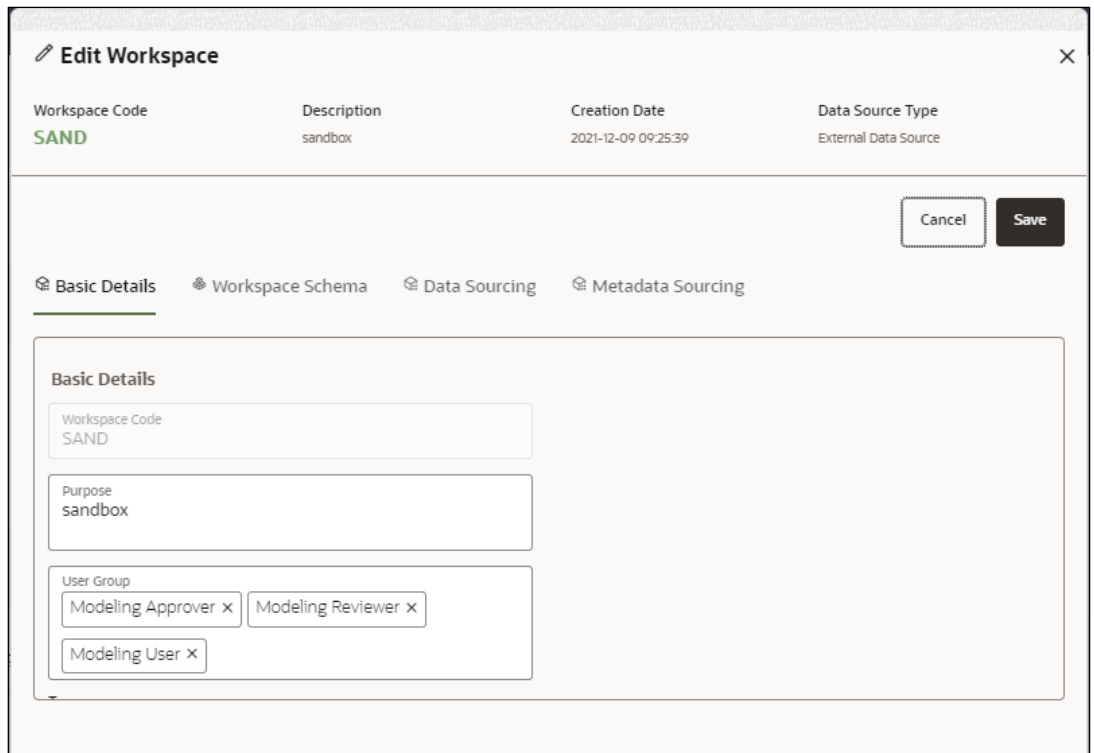 Edit Workspace
Workspace Code Description Creation Date Data Source Type
SAND sandbox 2021-12-09 09:25:39 External Data Source
Cancel Save
Basic Details Workspace Schema Data Sourcing Metadata Sourcing
Basic Details
Workspace Code
SAND
Purpose
sandbox
User Group
Modeling Approver × Modeling Reviewer ×
Modeling User ×